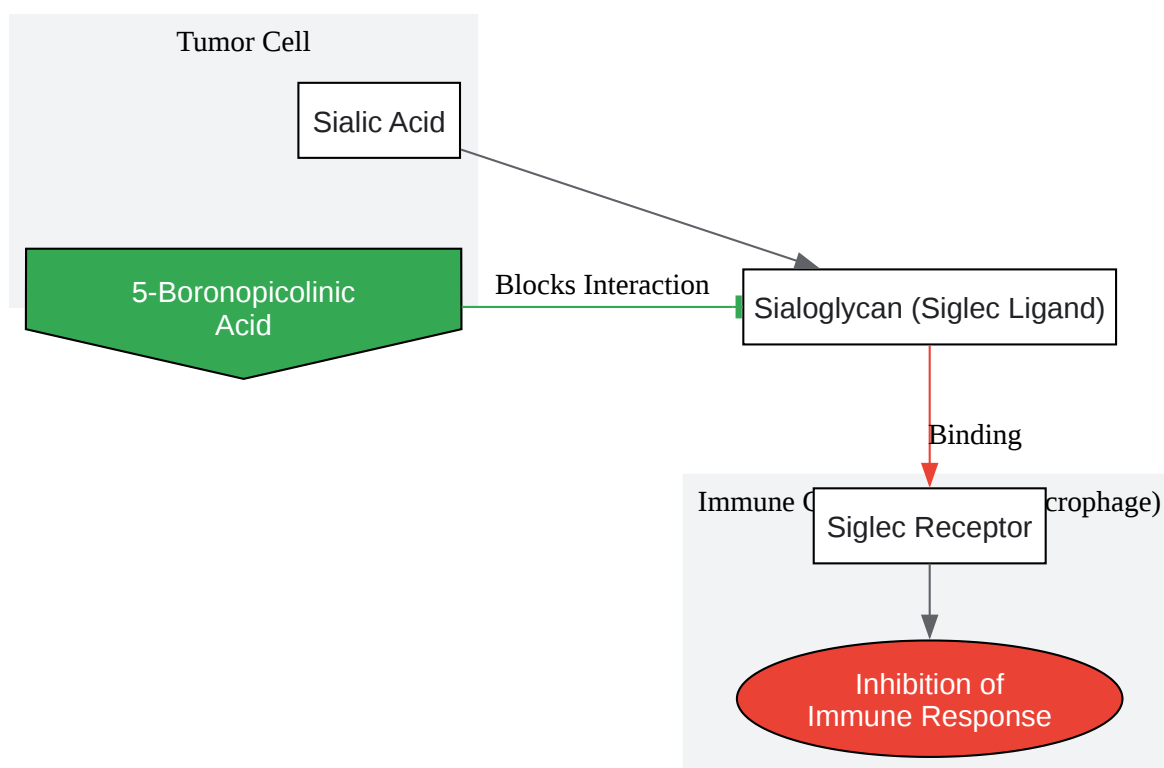 Tumor Cell
Sialic Acid
5-Boronopicolinic
Acid
Blocks Interaction
Sialoglycan (Siglec Ligand)
Binding
Immune
Siglec Receptor
Inhibition of
Immune Response